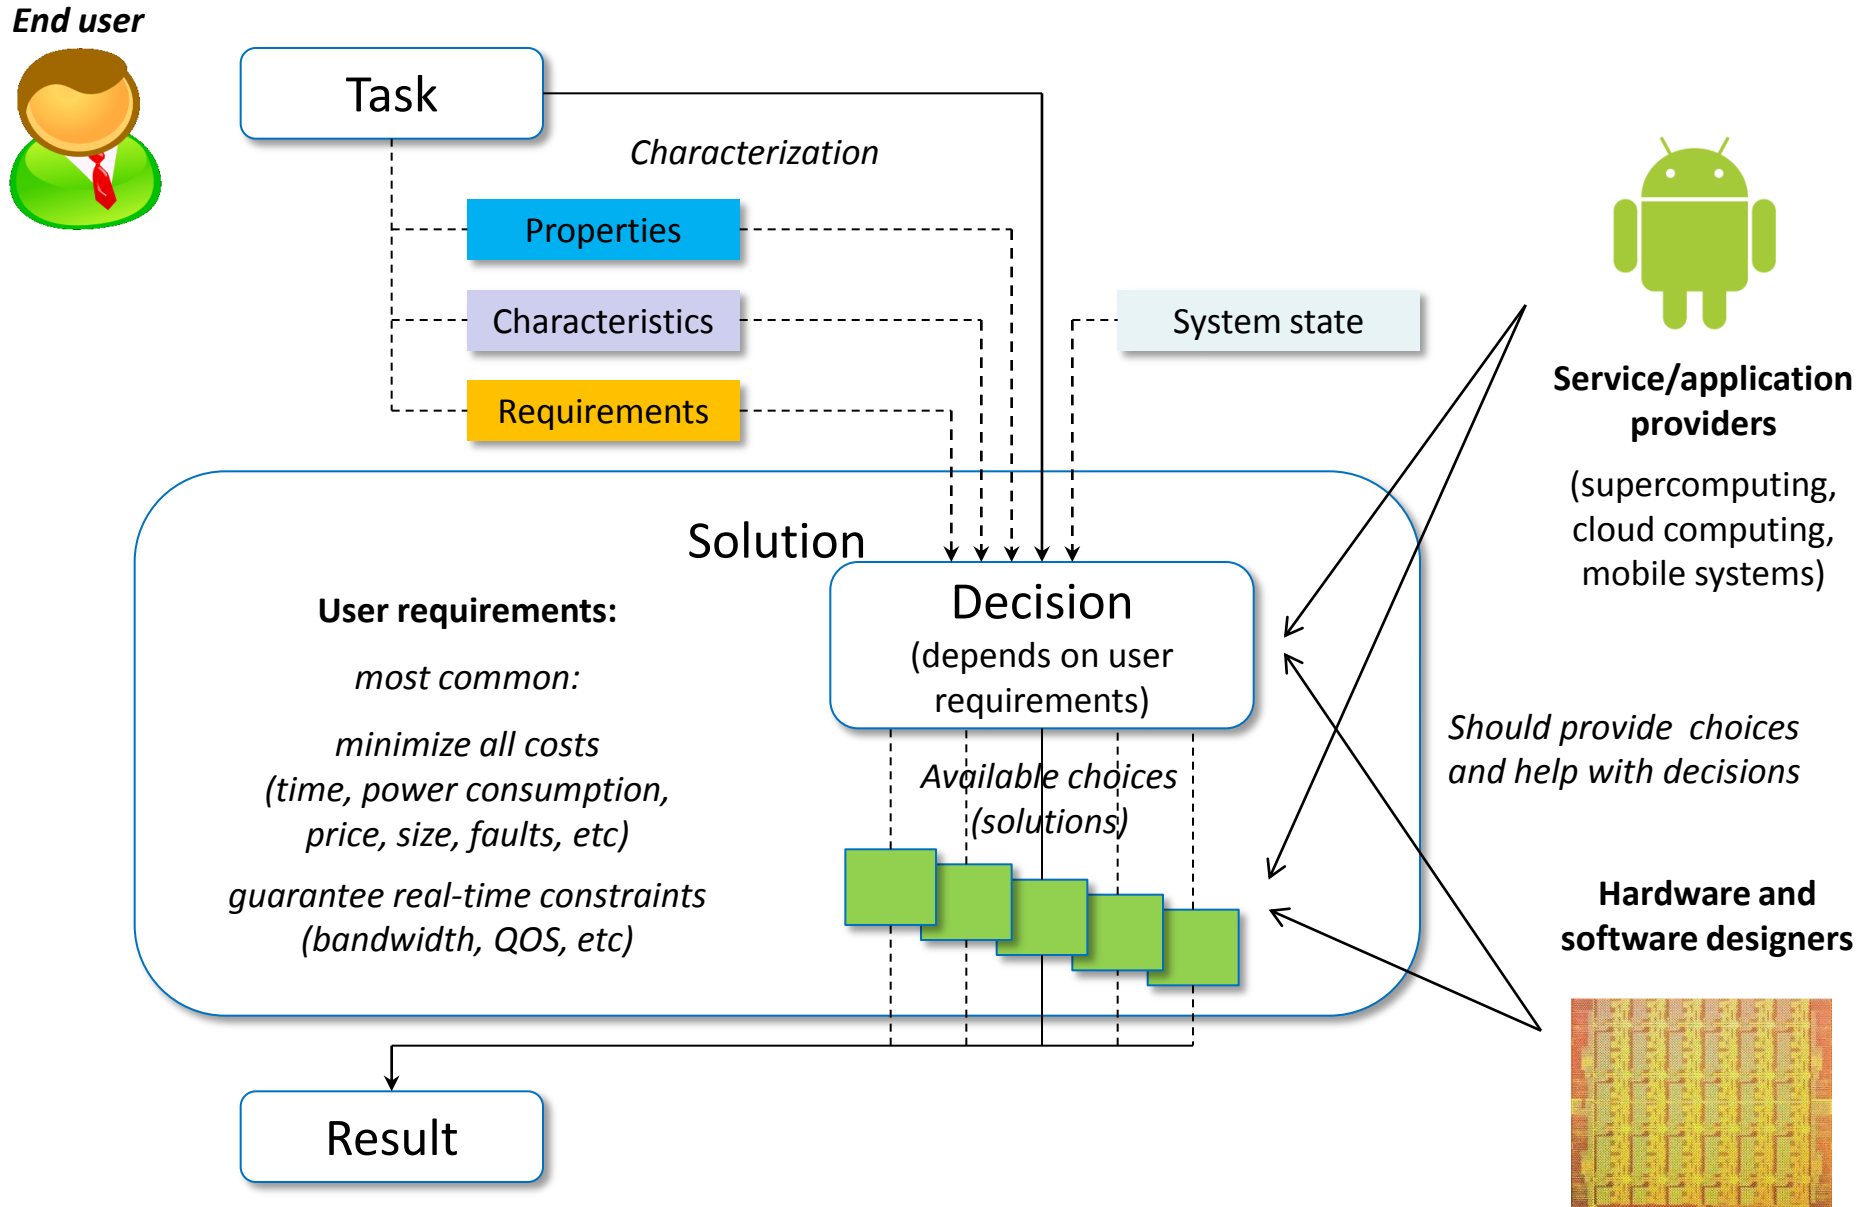 End user
Task
Characterization
Properties
Characteristics
System state
Requirements
Service/application
providers
(supercomputing,
cloud computing,
mobile systems)
Solution
Decision
(depends on user
requirements)
User requirements:
most common:
minimize all costs
(time, power consumption,
price, size, faults, etc)
guarantee real-time constraints
(bandwidth, QOS, etc)
Available choices
(solutions)
Should provide choices
and help with decisions
Hardware and
software designers
Result